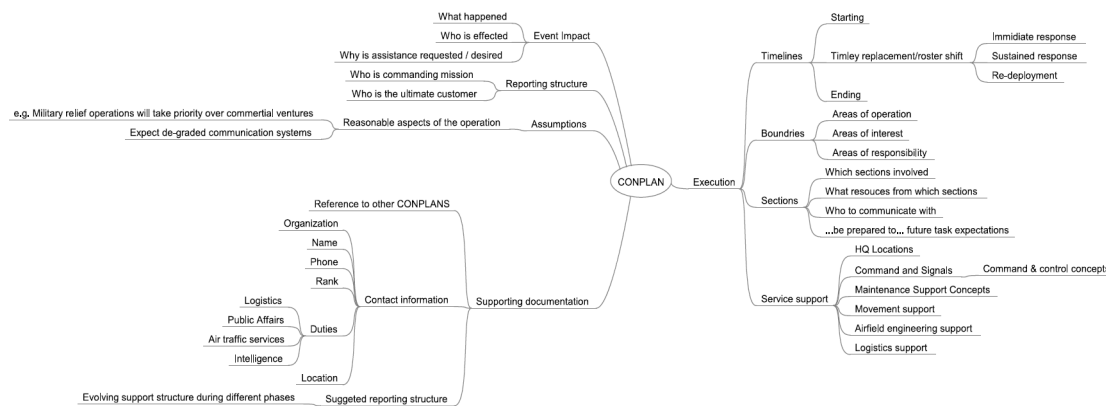 CONPLAN
Event Impact
What happened
Who is effected
Why is assistance requested / desired
Reporting structure
Who is commanding mission
Who is the ultimate customer
Assumptions
Reasonable aspects of the operation
e.g. Military relief operations will take priority over commertial ventures
Expect de-graded communication systems
Supporting documentation
Reference to other CONPLANS
Contact information
Organization
Name
Phone
Rank
Duties
Logistics
Public Affairs
Air traffic services
Intelligence
Location
Suggeted reporting structure
Evolving support structure during different phases
Execution
Timelines
Starting
Timley replacement/roster shift
Immidiate response
Sustained response
Re-deployment
Ending
Boundries
Areas of operation
Areas of interest
Areas of responsibility
Sections
Which sections involved
What resouces from which sections
Who to communicate with
...be prepared to... future task expectations
Service support
HQ Locations
Command and Signals
Command & control concepts
Maintenance Support Concepts
Movement support
Airfield engineering support
Logistics support